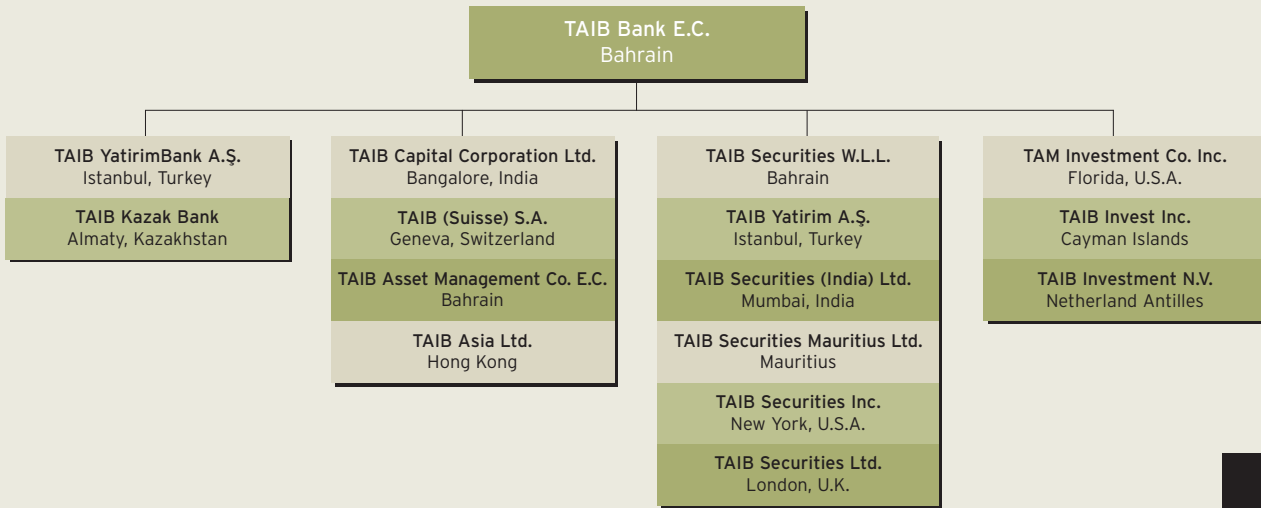 TAIB Bank E.C.
Bahrain
TAIB YatirimBank A.Ş.
Istanbul, Turkey
TAIB Kazak Bank
Almaty, Kazakhstan
TAIB Capital Corporation Ltd.
Bangalore, India
TAIB (Suisse) S.A.
Geneva, Switzerland
TAIB Asset Management Co. E.C.
Bahrain
TAIB Asia Ltd.
Hong Kong
TAIB Securities W.L.L.
Bahrain
TAIB Yatirim A.Ş.
Istanbul, Turkey
TAIB Securities (India) Ltd.
Mumbai, India
TAIB Securities Mauritius Ltd.
Mauritius
TAIB Securities Inc.
New York, U.S.A.
TAIB Securities Ltd.
London, U.K.
TAM Investment Co. Inc.
Florida, U.S.A.
TAIB Invest Inc.
Cayman Islands
TAIB Investment N.V.
Netherland Antilles